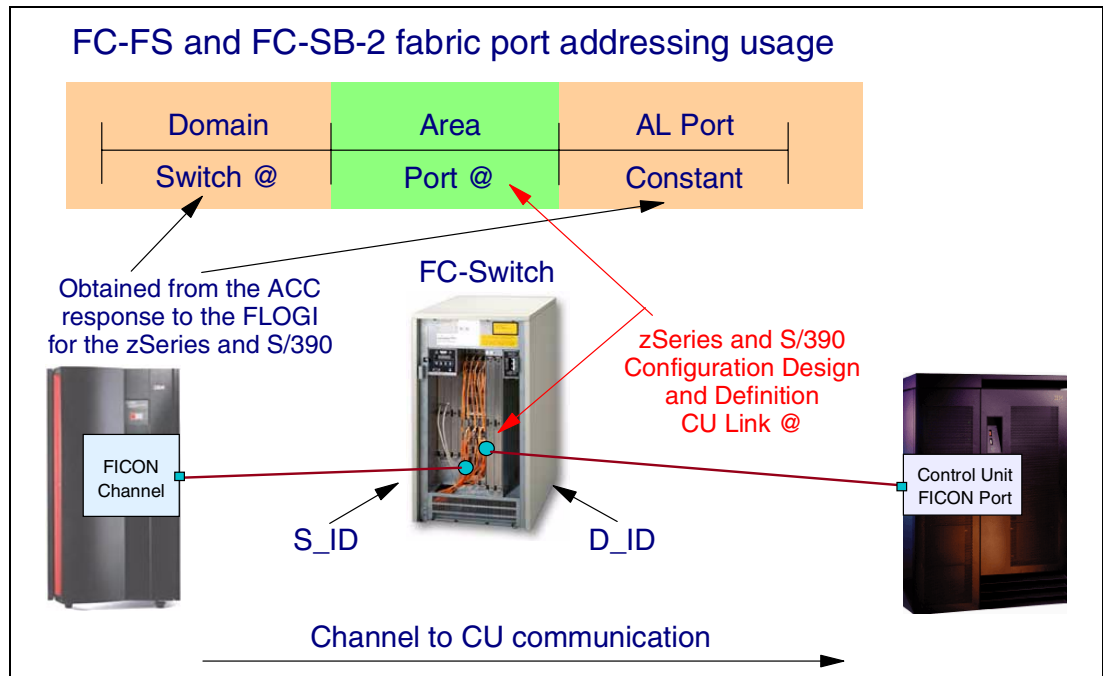 FC-FS and FC-SB-2 fabric port addressing usage
Domain
Area
AL Port
Switch @
Port @
Constant
Obtained from the ACC
response to the FLOGI
for the zSeries and S/390
FC-Switch
zSeries and S/390
Configuration Design
and Definition
CU Link @
FICON
Channel
Control Unit
FICON Port
S_ID
D_ID
Channel to CU communication